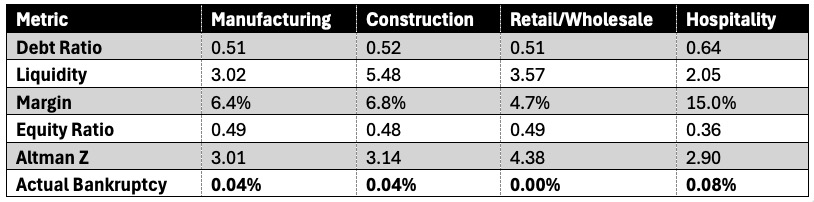 Metric Manufacturing Construction Retail/Wholesale Hospitality
Debt Ratio 0.51 0.52 0.51 0.64
Liquidity 3.02 5.48 3.57 2.05
Margin 6.4% 6.8% 4.7% 15.0%
Equity Ratio 0.49 0.48 0.49 0.36
Altman Z 3.01 3.14 4.38 2.90
Actual Bankruptcy 0.04% 0.04% 0.00% 0.08%